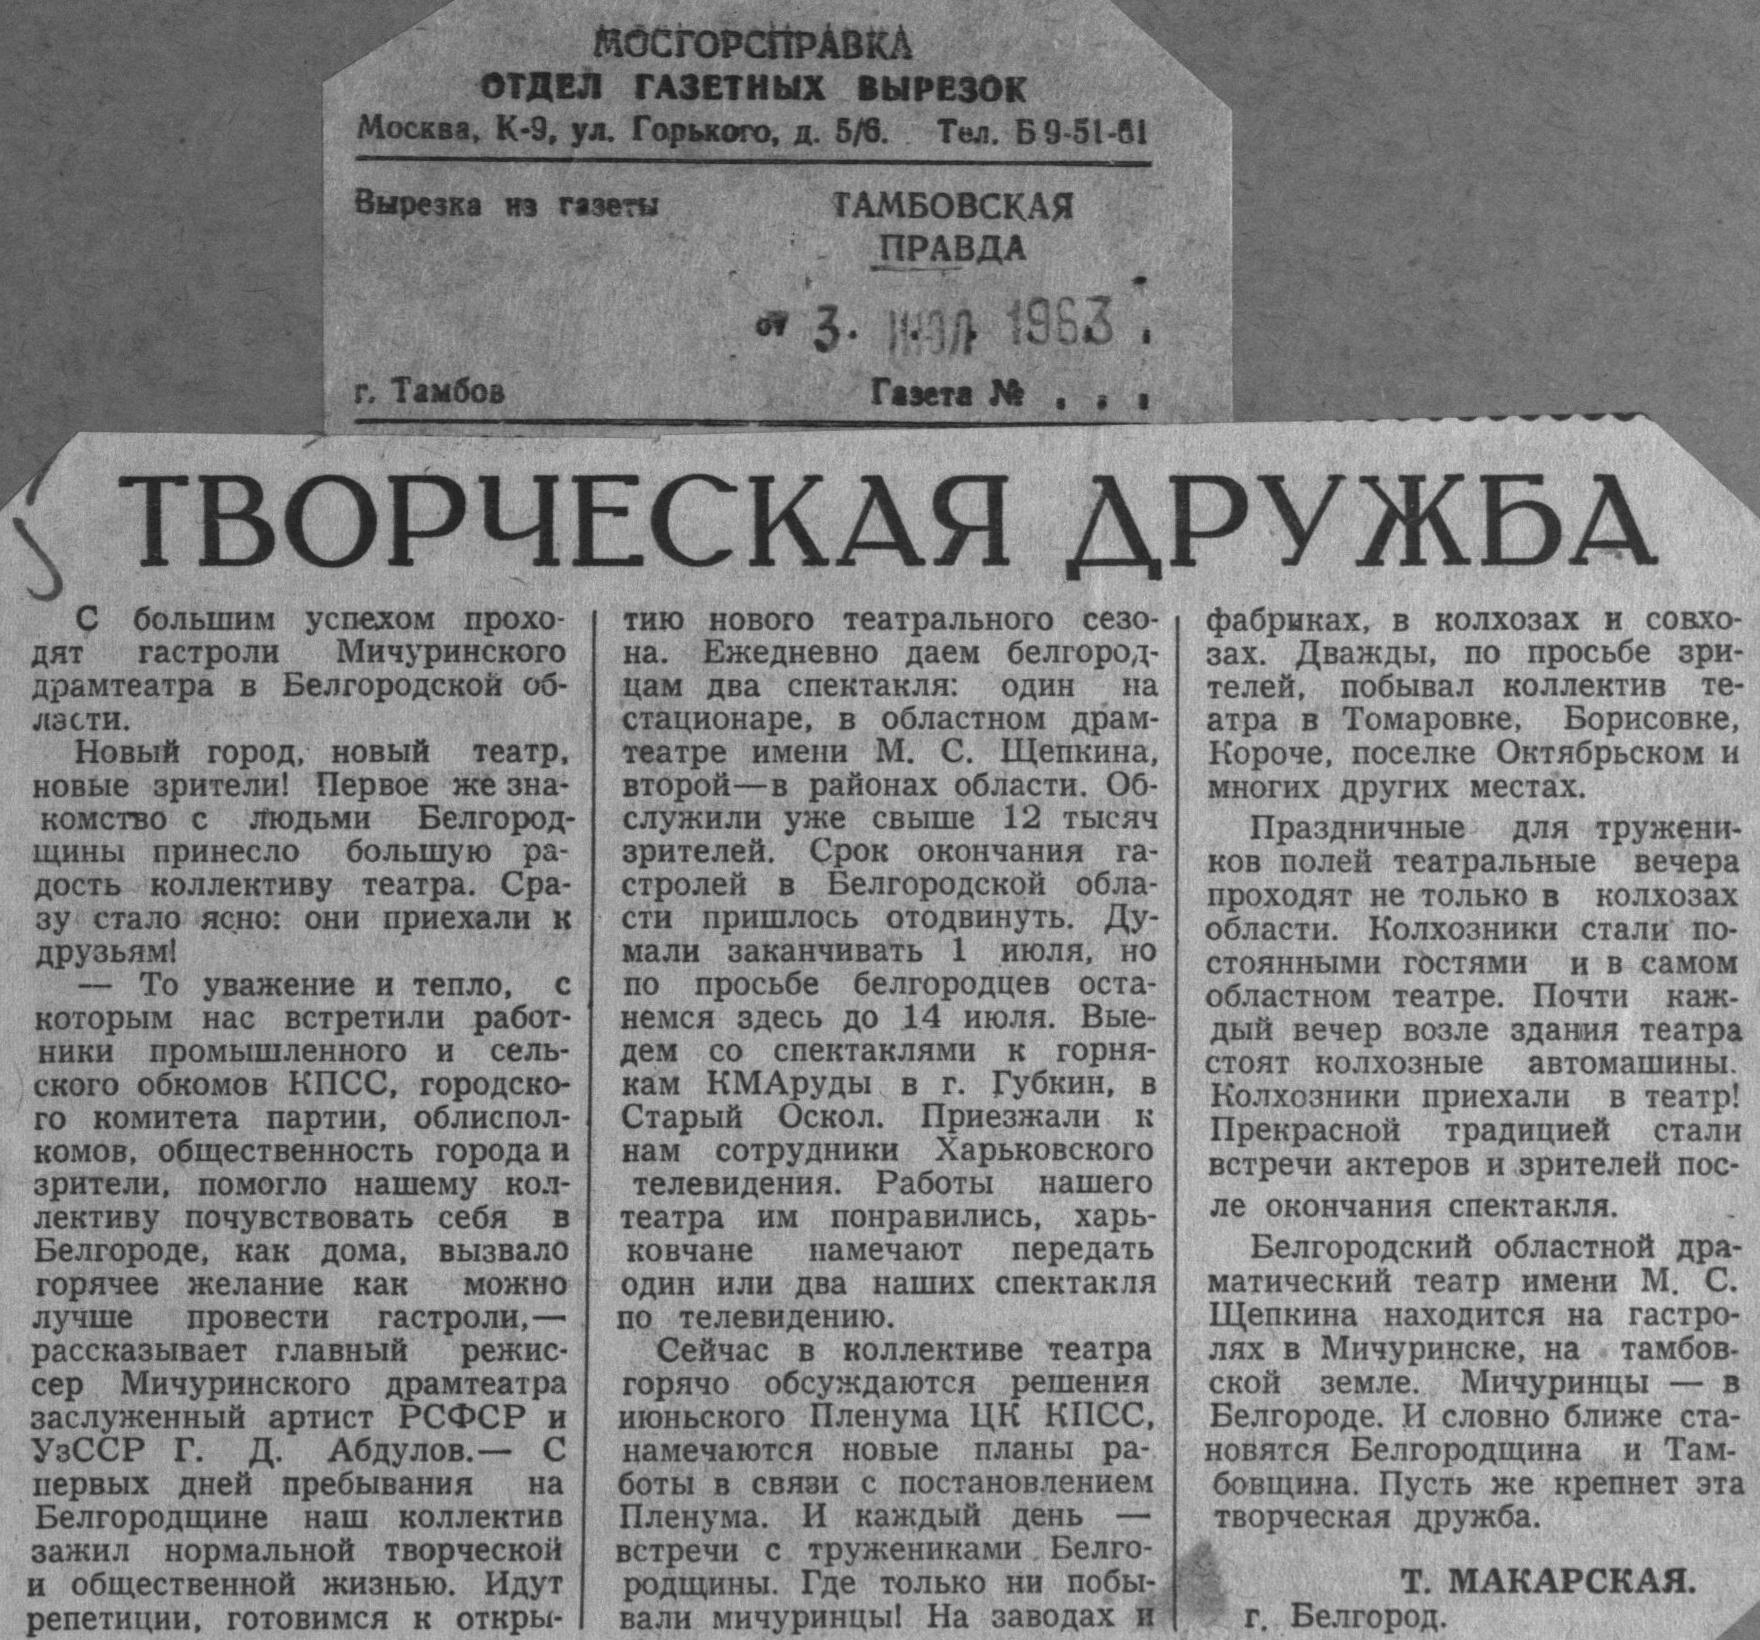 МОСГОРСПРАВКА
ОТДЕЛ ГАЗЕТНЫХ ВЫРЕЗОК
Москва, К-9, ул. Горького, д. 5/6. Тел. Б 9-51-61
Вырезка из газеты
ТАМБОВСКАЯ
ПРАВДА
от 3. ИЮЛ 1963
г. Тамбов Газета № . . .
ТВОРЧЕСКАЯ ДРУЖБА
С большим успехом прохо-
дят гастроли Мичуринского
драмтеатра в Белгородской об-
ласти.
Новый город, новый театр,
новые зрители! Первое же зна-
комство с людьми Белгород-
щины принесло большую ра-
дость коллективу театра. Сра-
зу стало ясно: они приехали к
друзьям!
— То уважение и тепло, с
которым нас встретили работ-
ники промышленного и сель-
ского обкомов КПСС, городско-
го комитета партии, облиспол-
комов, общественность города и
зрители, помогло нашему кол-
лективу почувствовать себя в
Белгороде, как дома, вызвало
горячее желание как можно
лучше провести гастроли,—
рассказывает главный режис-
сер Мичуринского драмтеатра
заслуженный артист РСФСР и
УзССР Г. Д. Абдулов.— С
первых дней пребывания на
Белгородщине наш коллектив
зажил нормальной творческой
и общественной жизнью. Идут
репетиции, готовимся к откры-
тию нового театрального сезо-
на. Ежедневно даем белгород-
цам два спектакля: один на
стационаре, в областном драм-
театре имени М. С. Щепкина,
второй—в районах области. Об-
служили уже свыше 12 тысяч
зрителей. Срок окончания га-
стролей в Белгородской обла-
сти пришлось отодвинуть. Ду-
мали заканчивать 1 июля, но
по просьбе белгородцев оста-
немся здесь до 14 июля. Вые-
дем со спектаклями к горня-
кам КМАруды в г. Губкин, в
Старый Оскол. Приезжали к
нам сотрудники Харьковского
телевидения. Работы нашего
театра им понравились, харь-
ковчане намечают передать
один или два наших спектакля
по телевидению.
Сейчас в коллективе театра
горячо обсуждаются решения
июньского Пленума ЦК КПСС,
намечаются новые планы ра-
боты в связи с постановлением
Пленума. И каждый день —
встречи с тружениками Белго-
родщины. Где только ни побы-
вали мичуринцы! На заводах и
фабриках, в колхозах и совхо-
зах. Дважды, по просьбе зри-
телей, побывал коллектив те-
атра в Томаровке, Борисовке,
Короче, поселке Октябрьском и
многих других местах.
Праздничные для тружени-
ков полей театральные вечера
проходят не только в колхозах
области. Колхозники стали по-
стоянными гостями и в самом
областном театре. Почти каж-
дый вечер возле здания театра
стоят колхозные автомашины.
Колхозники приехали в театр!
Прекрасной традицией стали
встречи актеров и зрителей пос-
ле окончания спектакля.
Белгородский областной дра-
матический театр имени М. С.
Щепкина находится на гастро-
лях в Мичуринске, на тамбов-
ской земле. Мичуринцы — в
Белгороде. И словно ближе ста-
новятся Белгородщина и Там-
бовщина. Пусть же крепнет эта
творческая дружба.
Т. МАКАРСКАЯ.
г. Белгород.